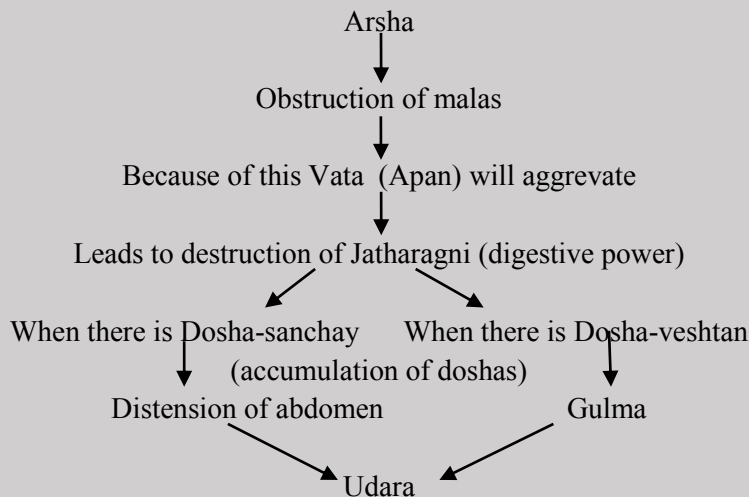 Arsha
Obstruction of malas
Because of this Vata (Apan) will aggrevate
Leads to destruction of Jatharagni (digestive power)
When there is Dosha-sanchay When there is Dosha-veshtan
(accumulation of doshas)
Distension of abdomen Gulma
Udara